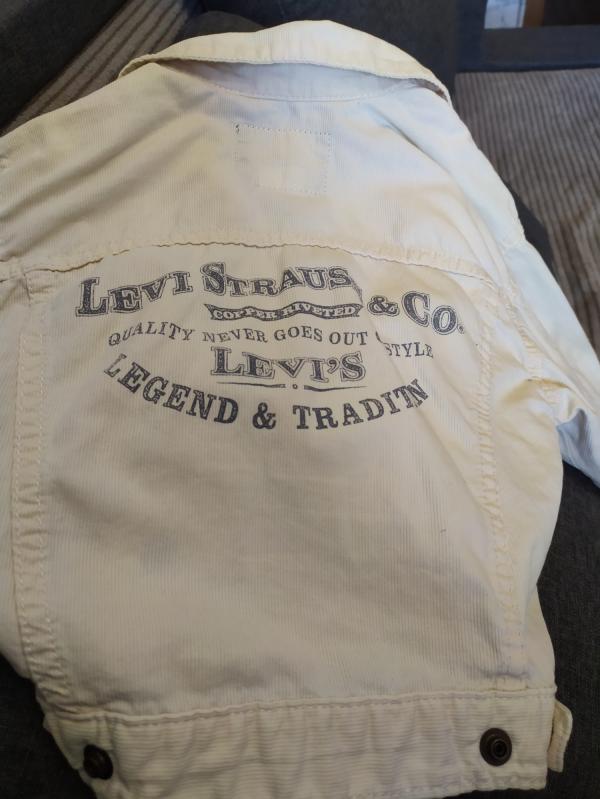 LEVI STRAUS & CO.
COPPER RIVETED
QUALITY NEVER GOES OUT STYLE
LEVI'S
LEGEND & TRADITN